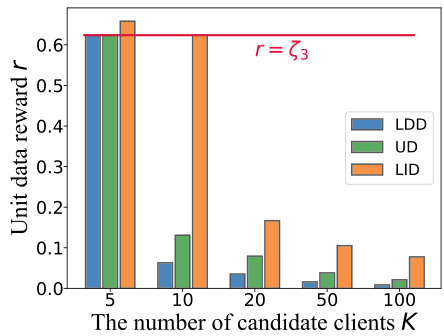 Unit data reward r
0.6
0.5
0.4
0.3
0.2
0.1
0.0
r = ζ₃
LDD
UD
LID
5 10 20 50 100
The number of candidate clients K